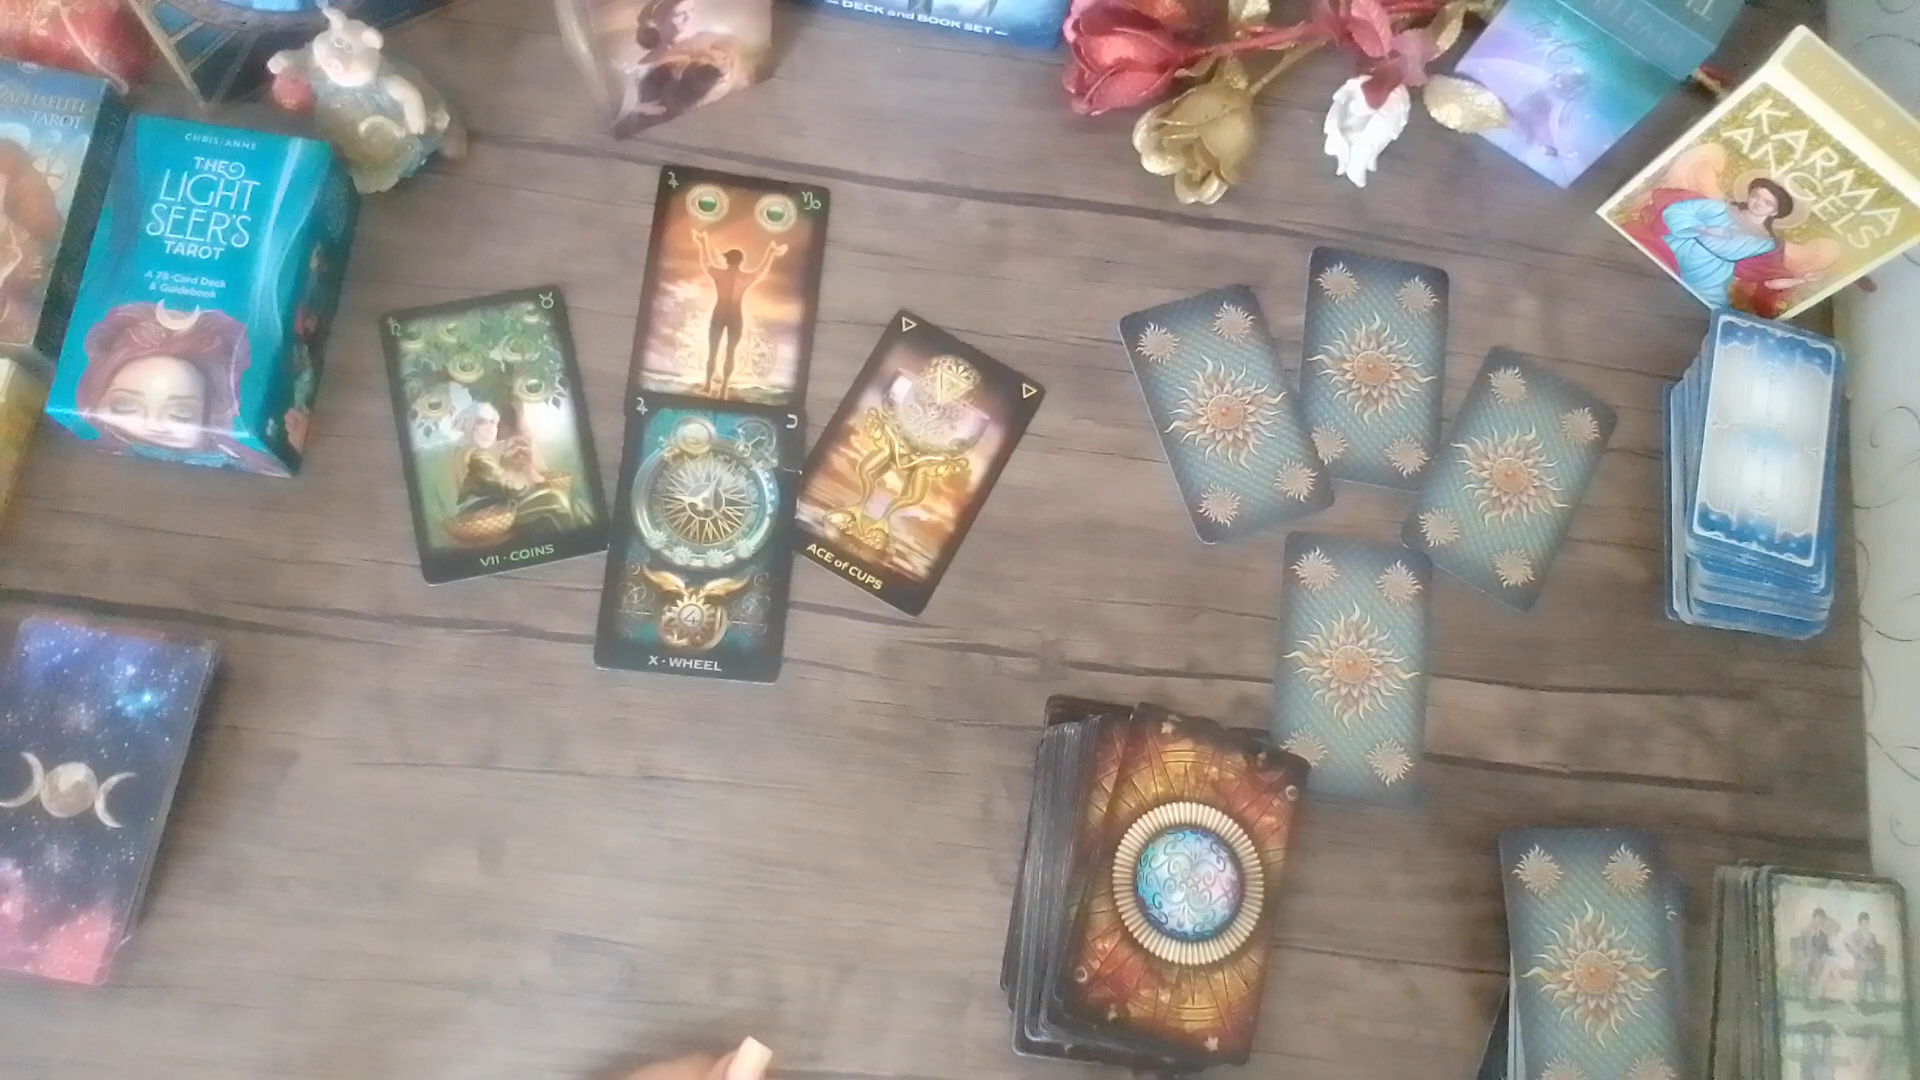 DECK and BOOK SET
TAROT
CHRIS-ANNE
THE
LIGHT
SEER'S
TAROT
A 78-Card Deck
& Guidebook
KARMA
ANGELS
VII · COINS
ACE of CUPS
X · WHEEL
4